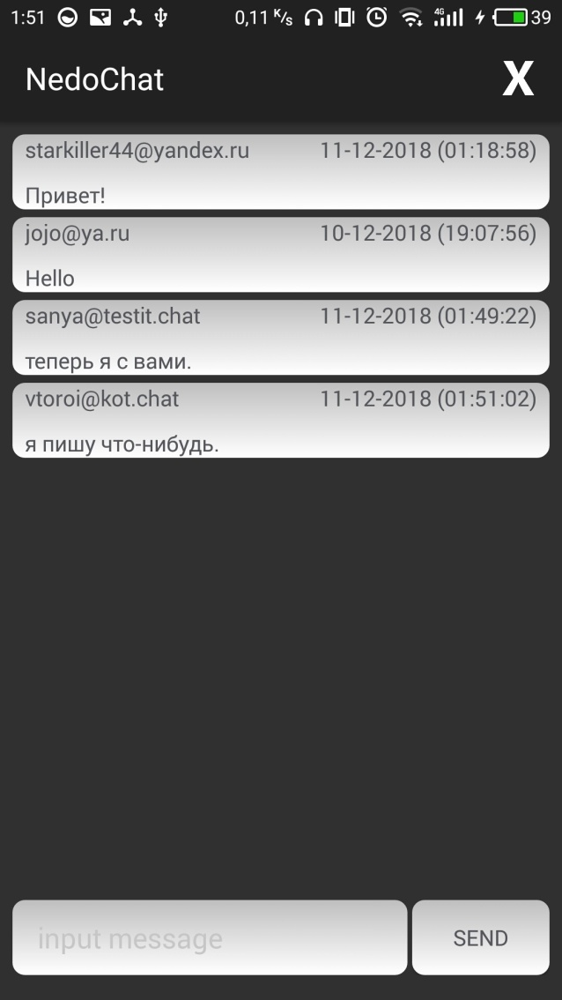 1:51 0,11 K/s 4G 39
NedoChat X
starkiller44@yandex.ru 11-12-2018 (01:18:58)
Привет!
jojo@ya.ru 10-12-2018 (19:07:56)
Hello
sanya@testit.chat 11-12-2018 (01:49:22)
теперь я с вами.
vtoroi@kot.chat 11-12-2018 (01:51:02)
я пишу что-нибудь.
input message SEND